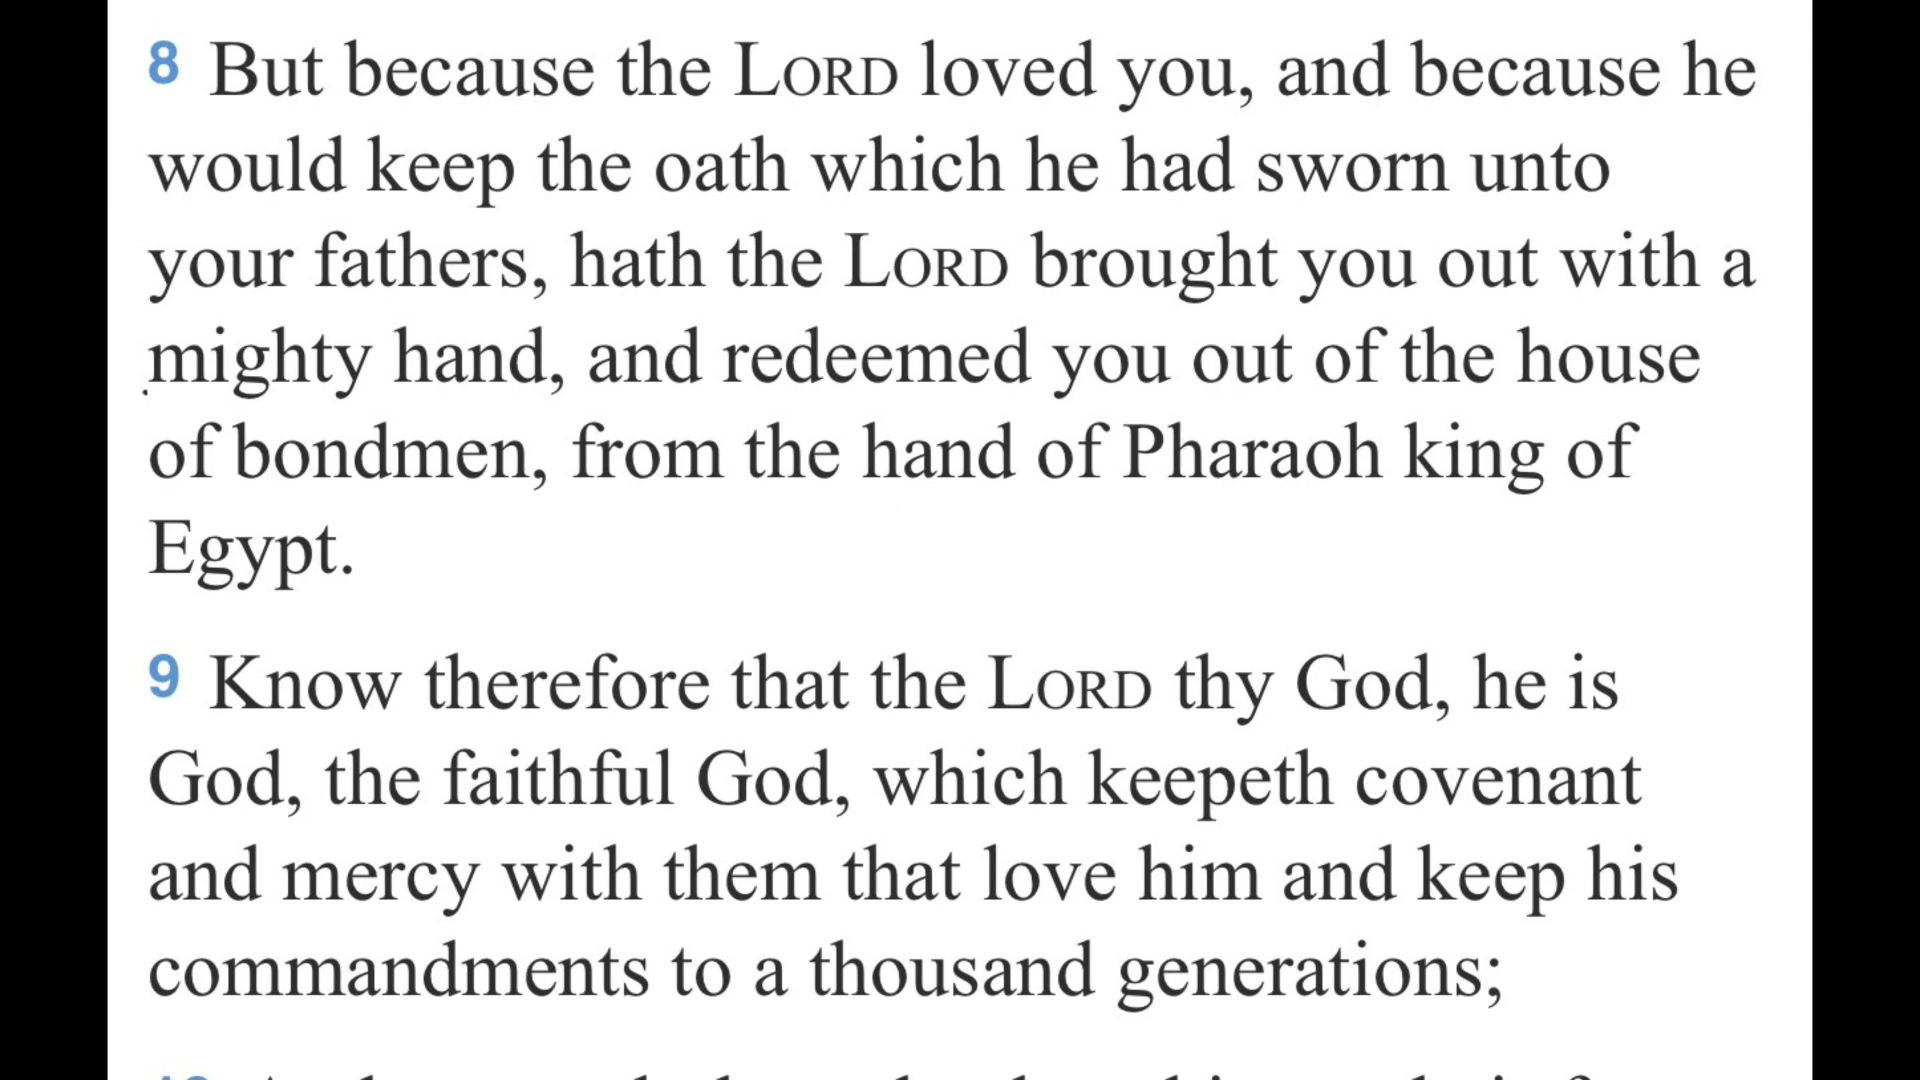 8 But because the LORD loved you, and because he
would keep the oath which he had sworn unto
your fathers, hath the LORD brought you out with a
mighty hand, and redeemed you out of the house
of bondmen, from the hand of Pharaoh king of
Egypt.
9 Know therefore that the LORD thy God, he is
God, the faithful God, which keepeth covenant
and mercy with them that love him and keep his
commandments to a thousand generations;